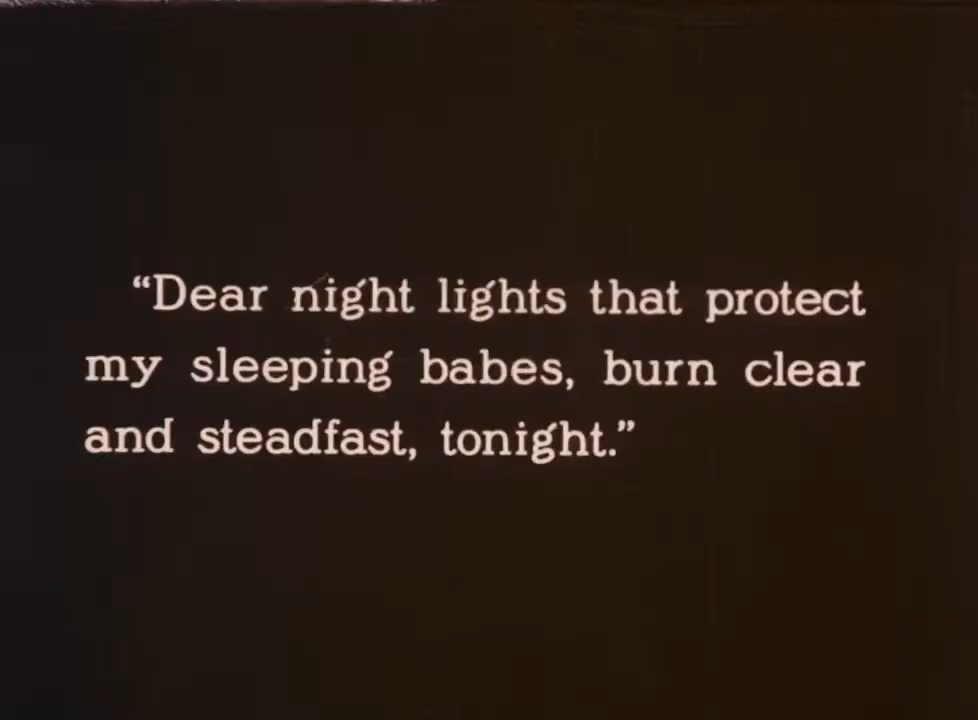 “Dear night lights that protect
my sleeping babes, burn clear
and steadfast, tonight.”